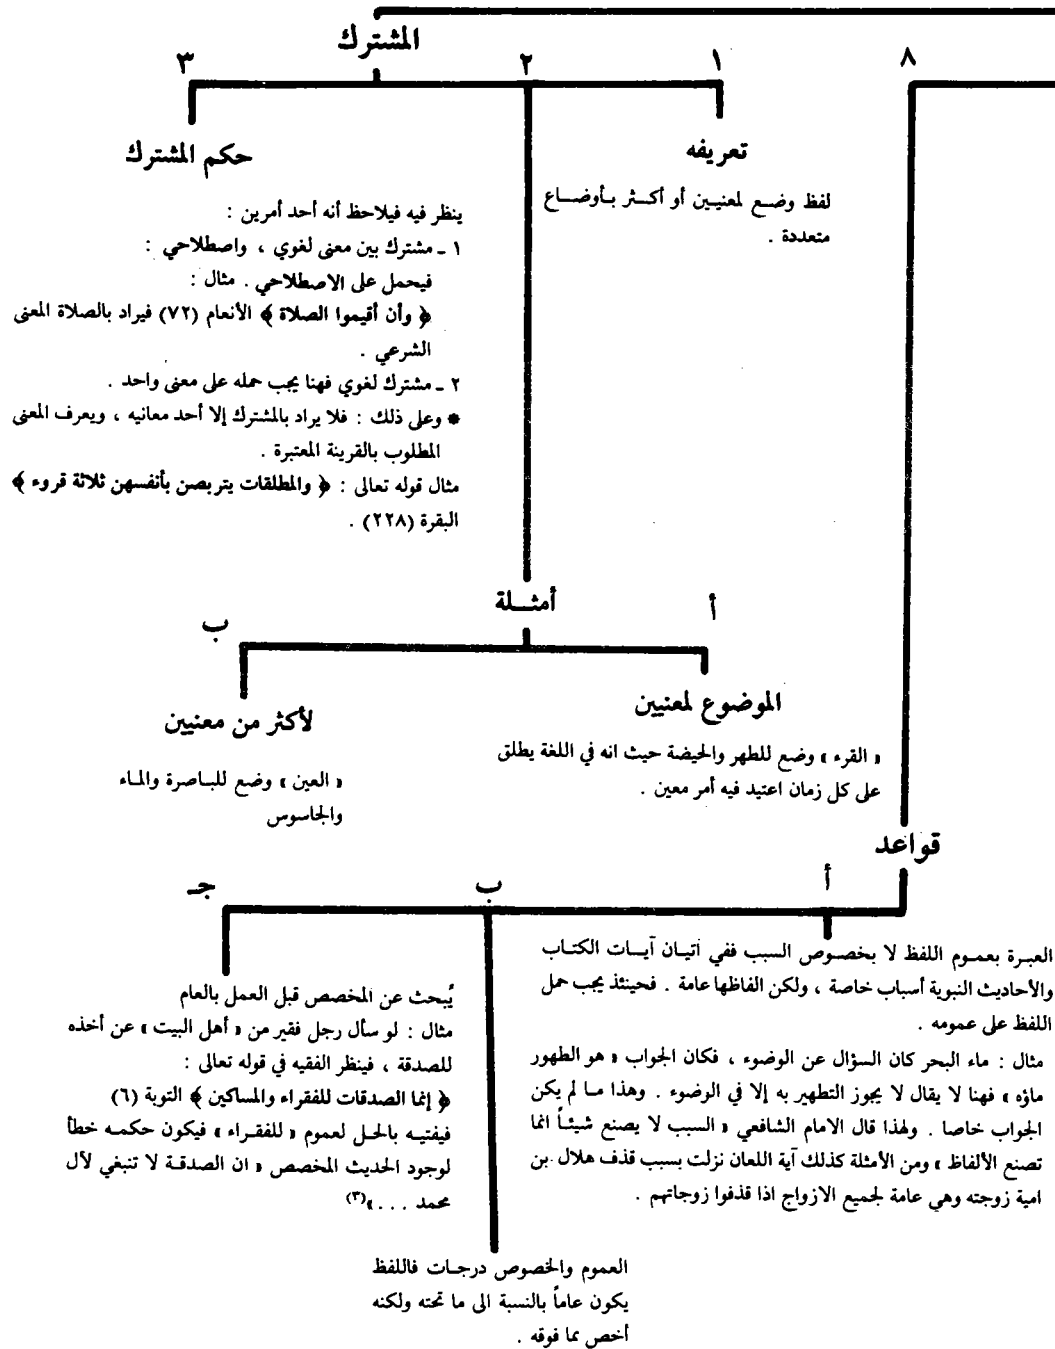 المشترك
٨
١
٢
٣
تعريفه
لفظ وضع لمعنيين أو أكثر بأوضاع
متعددة .
حكم المشترك
ينظر فيه فيلاحظ أنه أحد أمرين :
١ ـ مشترك بين معنى لغوي ، واصطلاحي :
فيحمل على الاصطلاحي . مثال :
﴿ وأن أقيموا الصلاة ﴾ الأنعام (٧٢) فيراد بالصلاة المعنى
الشرعي .
٢ ـ مشترك لغوي فهنا يجب حمله على معنى واحد .
* وعلى ذلك : فلا يراد بالمشترك إلا أحد معانيه ، ويعرف المعنى
المطلوب بالقرينة المعتبرة .
مثال قوله تعالى : ﴿ والمطلقات يتربصن بأنفسهن ثلاثة قروء ﴾
البقرة (٢٢٨) .
أمثلة
أ
ب
الموضوع لمعنيين
« القرء » وضع للطهر والحيضة حيث انه في اللغة يطلق
على كل زمان اعتيد فيه أمر معين .
لأكثر من معنيين
« العين » وضع للباصرة والماء
والجاسوس
قواعد
أ
ب
جـ
العبرة بعموم اللفظ لا بخصوص السبب ففي اتيان آيات الكتاب
والأحاديث النبوية أسباب خاصة ، ولكن الفاظها عامة . فحينئذ يجب حمل
اللفظ على عمومه .
مثال : ماء البحر كان السؤال عن الوضوء ، فكان الجواب « هو الطهور
ماؤه » فهنا لا يقال لا يجوز التطهير به إلا في الوضوء . وهذا ما لم يكن
الجواب خاصا . ولهذا قال الامام الشافعي « السبب لا يصنع شيئاً انما
تصنع الألفاظ » ومن الأمثلة كذلك آية اللعان نزلت بسبب قذف هلال بن
امية زوجته وهي عامة لجميع الازواج اذا قذفوا زوجاتهم .
العموم والخصوص درجات فاللفظ
يكون عاماً بالنسبة الى ما تحته ولكنه
أخص مما فوقه .
يُبحث عن المخصص قبل العمل بالعام
مثال : لو سأل رجل فقير من « أهل البيت » عن أخذه
للصدقة ، فينظر الفقيه في قوله تعالى :
﴿ إنما الصدقات للفقراء والمساكين ﴾ التوبة (٦)
فيفتيه بالحل لعموم « للفقراء » فيكون حكمه خطأ
لوجود الحديث المخصص « ان الصدقة لا تنبغي لآل
محمد . . . »(٣)